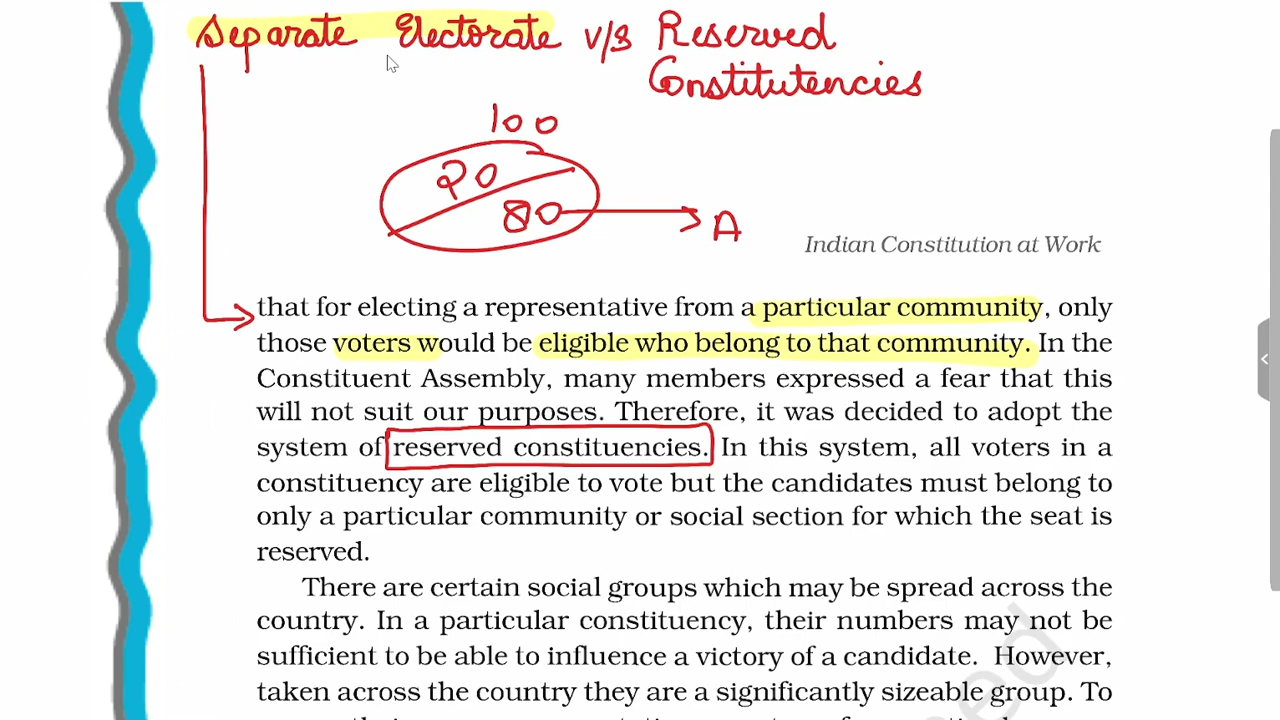 Separate Electorate v/s Reserved
Constitutencies
100
20
80
A
Indian Constitution at Work
that for electing a representative from a particular community, only
those voters would be eligible who belong to that community. In the
Constituent Assembly, many members expressed a fear that this
will not suit our purposes. Therefore, it was decided to adopt the
system of reserved constituencies. In this system, all voters in a
constituency are eligible to vote but the candidates must belong to
only a particular community or social section for which the seat is
reserved.
There are certain social groups which may be spread across the
country. In a particular constituency, their numbers may not be
sufficient to be able to influence a victory of a candidate. However,
taken across the country they are a significantly sizeable group. To